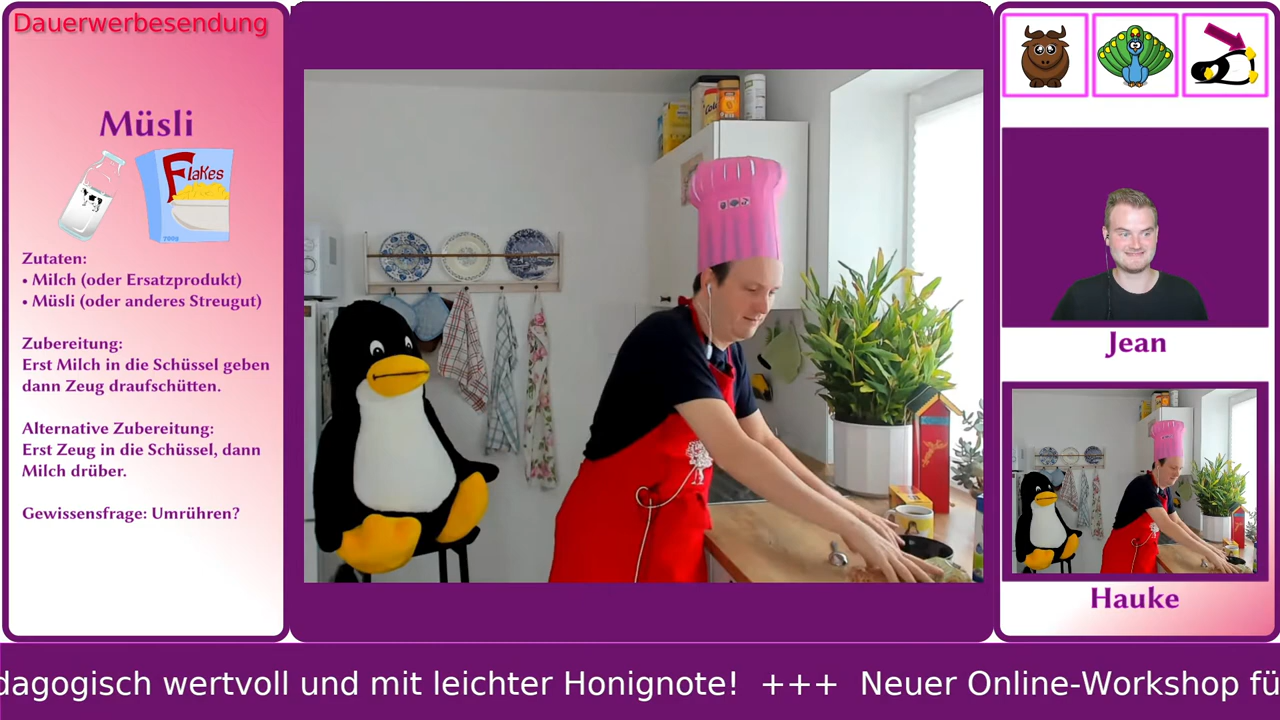 Dauerwerbesendung
Müsli
Flakes
700g
Zutaten:
• Milch (oder Ersatzprodukt)
• Müsli (oder anderes Streugut)
Zubereitung:
Erst Milch in die Schüssel geben
dann Zeug draufschütten.
Alternative Zubereitung:
Erst Zeug in die Schüssel, dann
Milch drüber.
Gewissensfrage: Umrühren?
Jean
Hauke
dagogisch wertvoll und mit leichter Honignote! +++ Neuer Online-Workshop fü